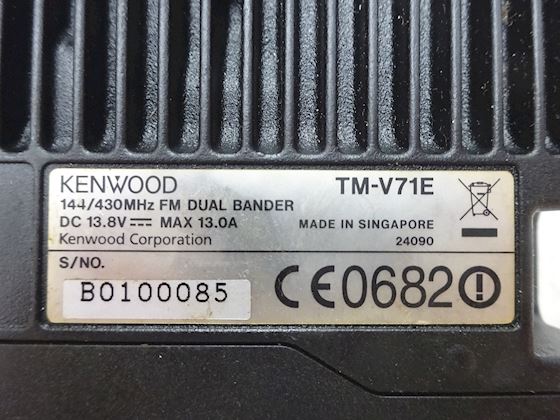 KENWOOD TM-V71E
144/430MHz FM DUAL BANDER
DC 13.8V MAX 13.0A MADE IN SINGAPORE
Kenwood Corporation 24090
S/NO.
B0100085 CE0682